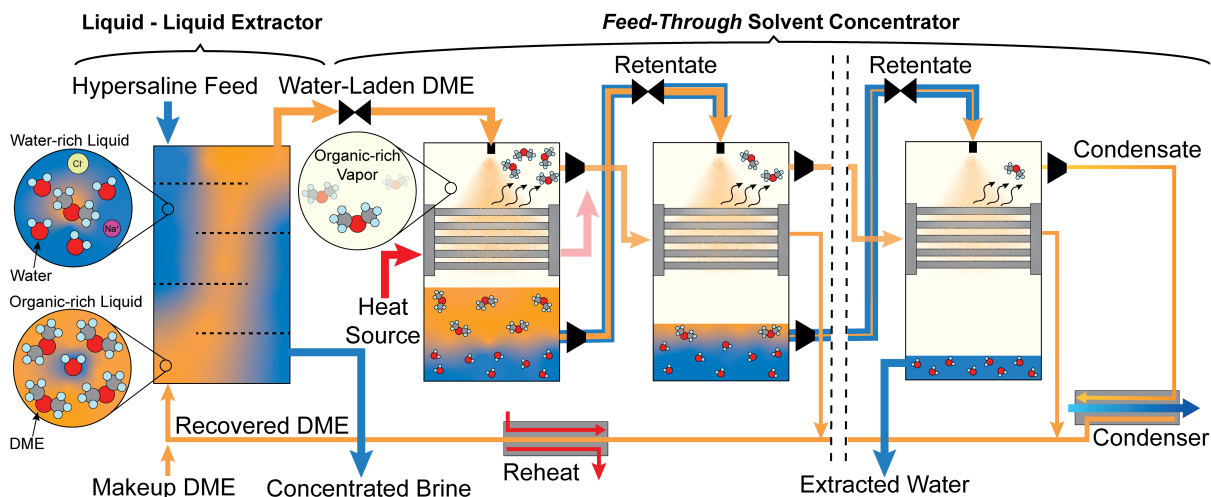 Liquid - Liquid Extractor
Feed-Through Solvent Concentrator
Hypersaline Feed
Water-Laden DME
Retentate
Retentate
Water-rich Liquid
Cl-
Na+
Water
Organic-rich
Vapor
Condensate
Organic-rich Liquid
DME
Heat
Source
Recovered DME
Reheat
Condenser
Makeup DME
Concentrated Brine
Extracted Water